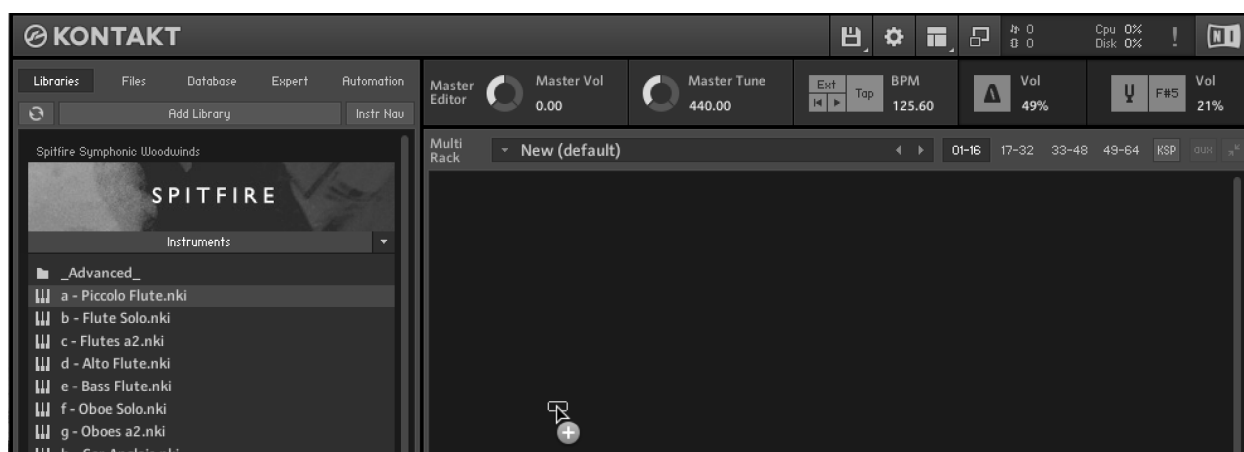 KONTAKT
0
0
Cpu 0%
Disk 0%
!
NI
Libraries Files Database Expert Automation
Add Library Instr Nav
Master
Editor
Master Vol
0.00
Master Tune
440.00
Ext
Tap
BPM
125.60
Vol
49%
F#5
Vol
21%
Multi
Rack
New (default)
01-16 17-32 33-48 49-64 KSP aux
Spitfire Symphonic Woodwinds
SPITFIRE
Instruments
_Advanced_
a - Piccolo Flute.nki
b - Flute Solo.nki
c - Flutes a2.nki
d - Alto Flute.nki
e - Bass Flute.nki
f - Oboe Solo.nki
g - Oboes a2.nki